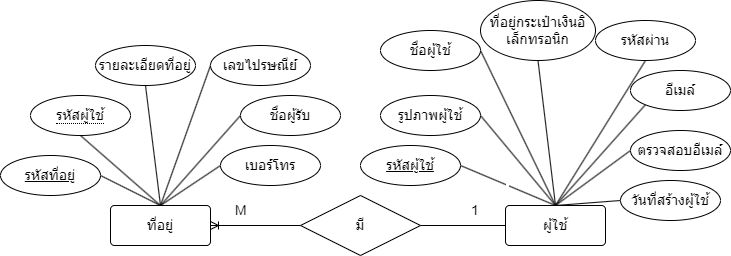 ที่อยู่กระเป๋าเงินอิ
เล็กทรอนิก
ชื่อผู้ใช้
รหัสผ่าน
รายละเอียดที่อยู่
เลขไปรษณีย์
อีเมล์
รหัสผู้ใช้
ชื่อผู้รับ
รูปภาพผู้ใช้
ตรวจสอบอีเมล์
รหัสที่อยู่
เบอร์โทร
รหัสผู้ใช้
วันที่สร้างผู้ใช้
M
1
ที่อยู่
มี
ผู้ใช้